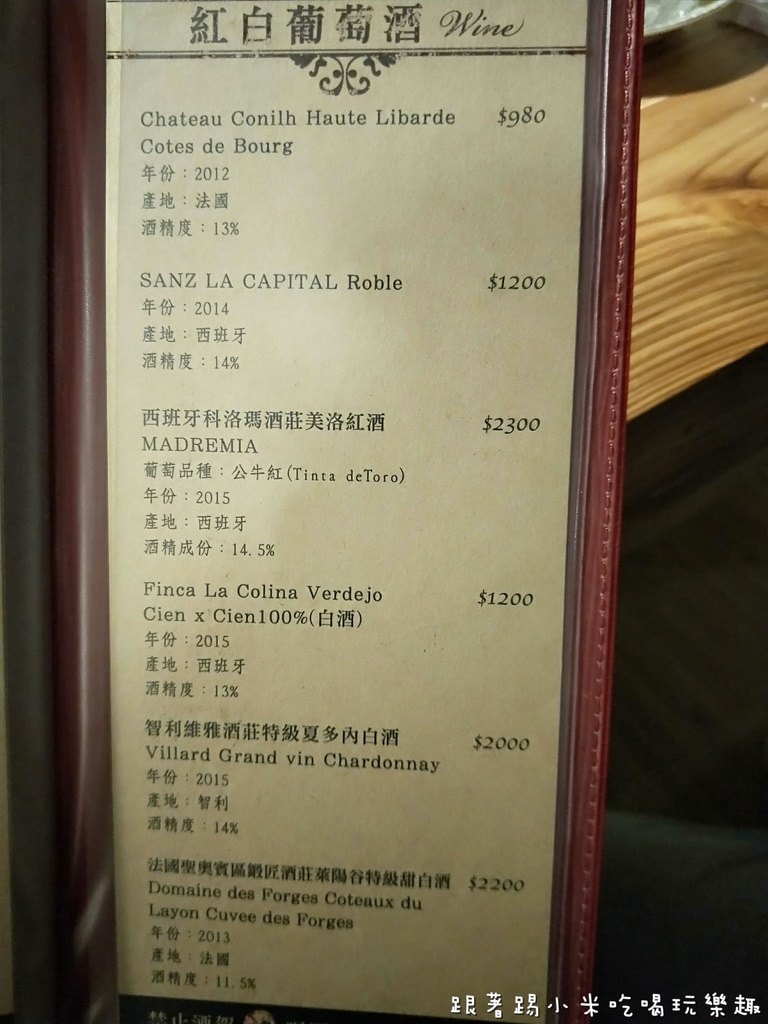 紅白葡萄酒 Wine
Chateau Conilh Haute Libarde $980
Cotes de Bourg
年份：2012
產地：法國
酒精度：13%
SANZ LA CAPITAL Roble $1200
年份：2014
產地：西班牙
酒精度：14%
西班牙科洛瑪酒莊美洛紅酒 $2300
MADREMIA
葡萄品種：公牛紅(Tinta deToro)
年份：2015
產地：西班牙
酒精成份：14.5%
Finca La Colina Verdejo $1200
Cien x Cien100%(白酒)
年份：2015
產地：西班牙
酒精度：13%
智利維雅酒莊特級夏多內白酒 $2000
Villard Grand vin Chardonnay
年份：2015
產地：智利
酒精度：14%
法國聖奧賓區鍛匠酒莊萊陽谷特級甜白酒 $2200
Domaine des Forges Coteaux du
Layon Cuvee des Forges
年份：2013
產地：法國
酒精度：11.5%
禁止酒駕
跟著踢小米吃喝玩樂趣